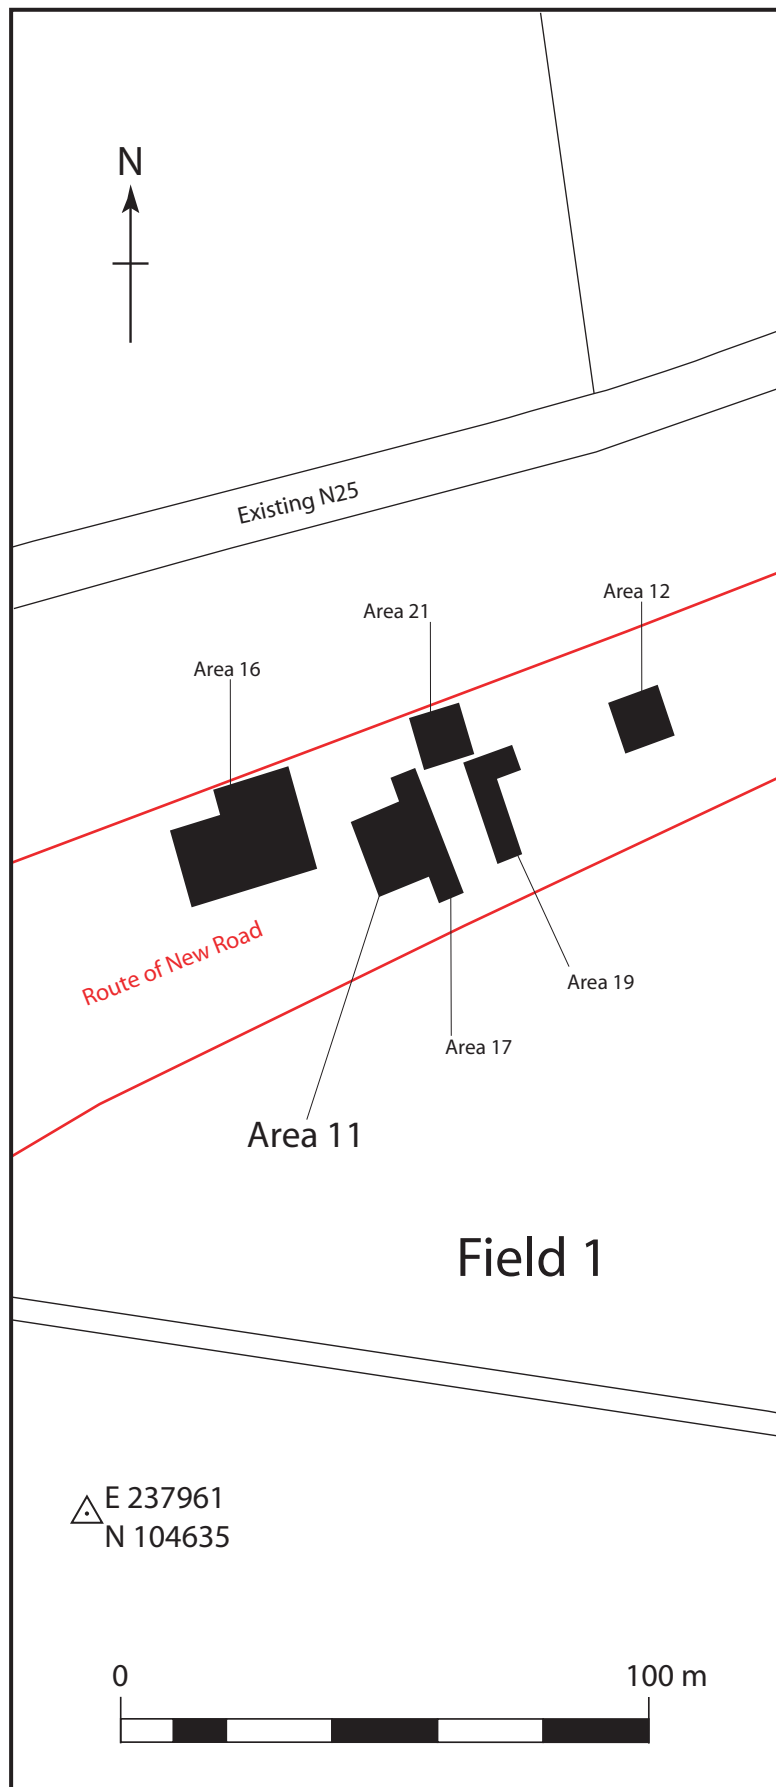 N
Existing N25
Area 12
Area 21
Area 16
Route of New Road
Area 19
Area 17
Area 11
Field 1
E 237961
N 104635
0
100 m